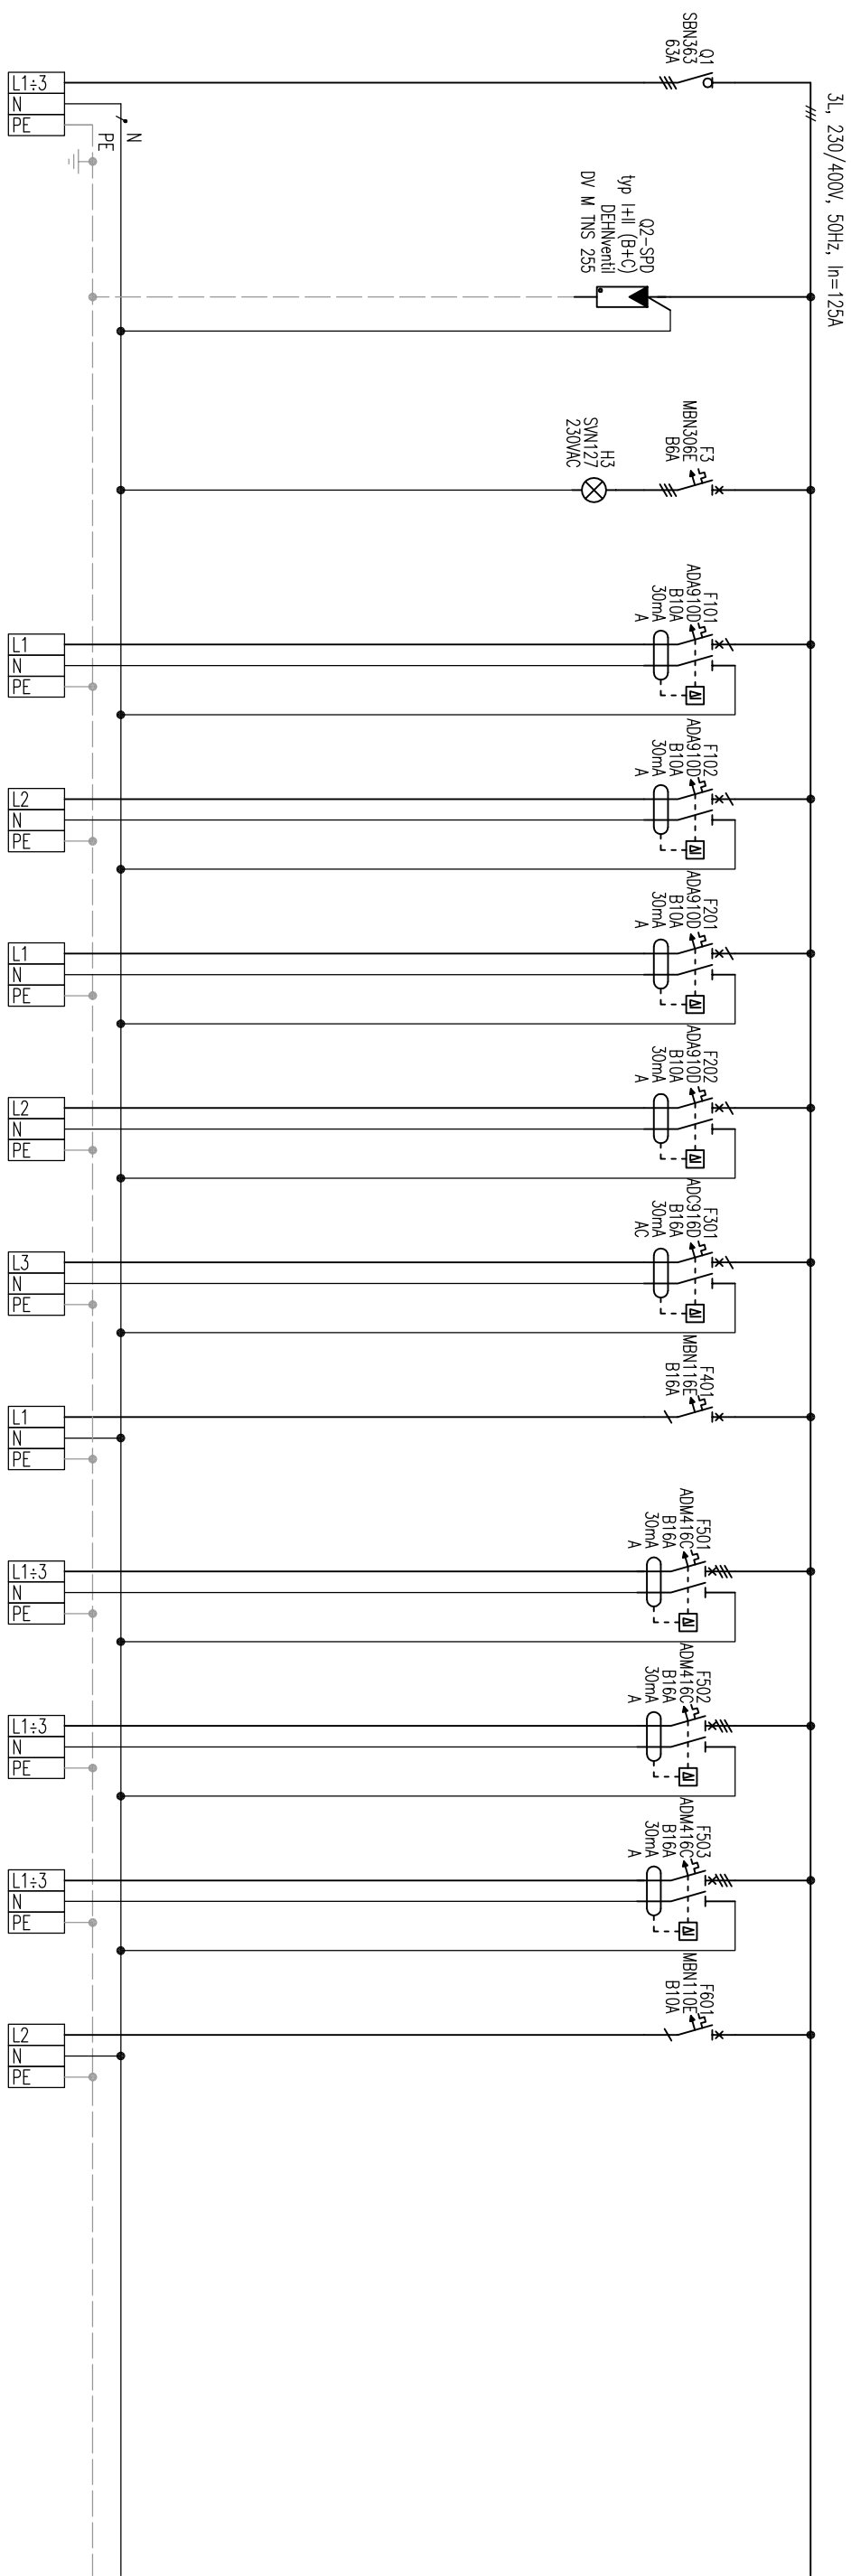 3L, 230/400V, 50Hz, In=125A
Q1
SBN363
63A
L1÷3
N
PE
N
PE
Q2-SPD
typ I+II (B+C)
DEHNventil
DV M TNS 255
F3
MBN306E
B6A
H3
SVN127
230VAC
F101
ADA910D
B10A
30mA
A
L1
N
PE
F102
ADA910D
B10A
30mA
A
L2
N
PE
F201
ADA910D
B10A
30mA
A
L1
N
PE
F202
ADA910D
B10A
30mA
A
L2
N
PE
F301
ADC916D
B16A
30mA
AC
L3
N
PE
F401
MBN116E
B16A
L1
N
PE
F501
ADM416C
B16A
30mA
A
L1÷3
N
PE
F502
ADM416C
B16A
30mA
A
L1÷3
N
PE
F503
ADM416C
B16A
30mA
A
L1÷3
N
PE
F601
MBN110E
B10A
L2
N
PE